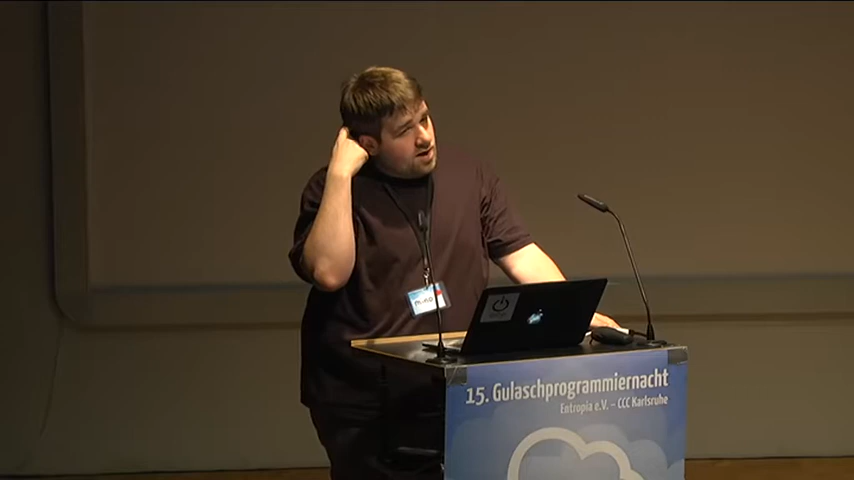 15. Gulaschprogrammiernacht
Entropia e.V. – CCC Karlsruhe